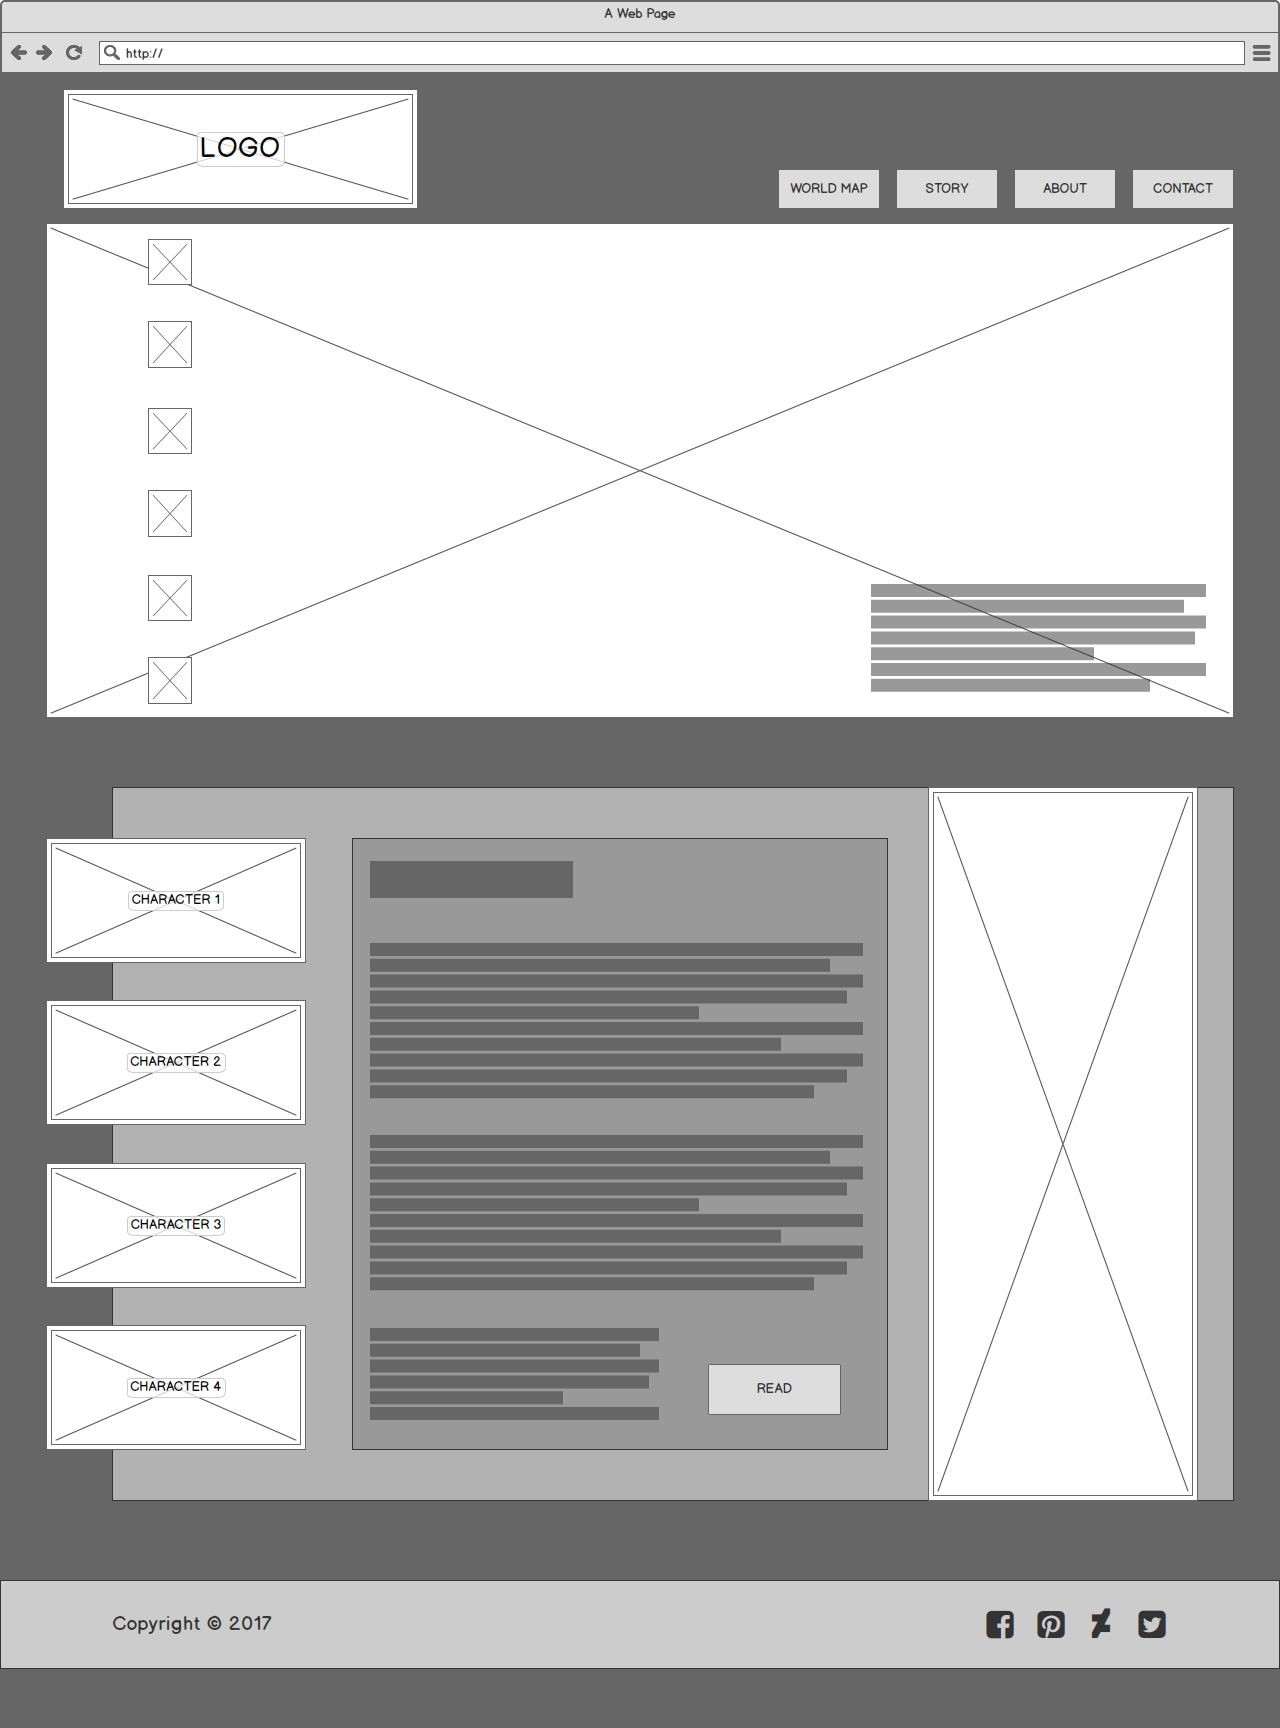 A Web Page
http://
LOGO
WORLD MAP
STORY
ABOUT
CONTACT
CHARACTER 1
CHARACTER 2
CHARACTER 3
CHARACTER 4
READ
Copyright © 2017